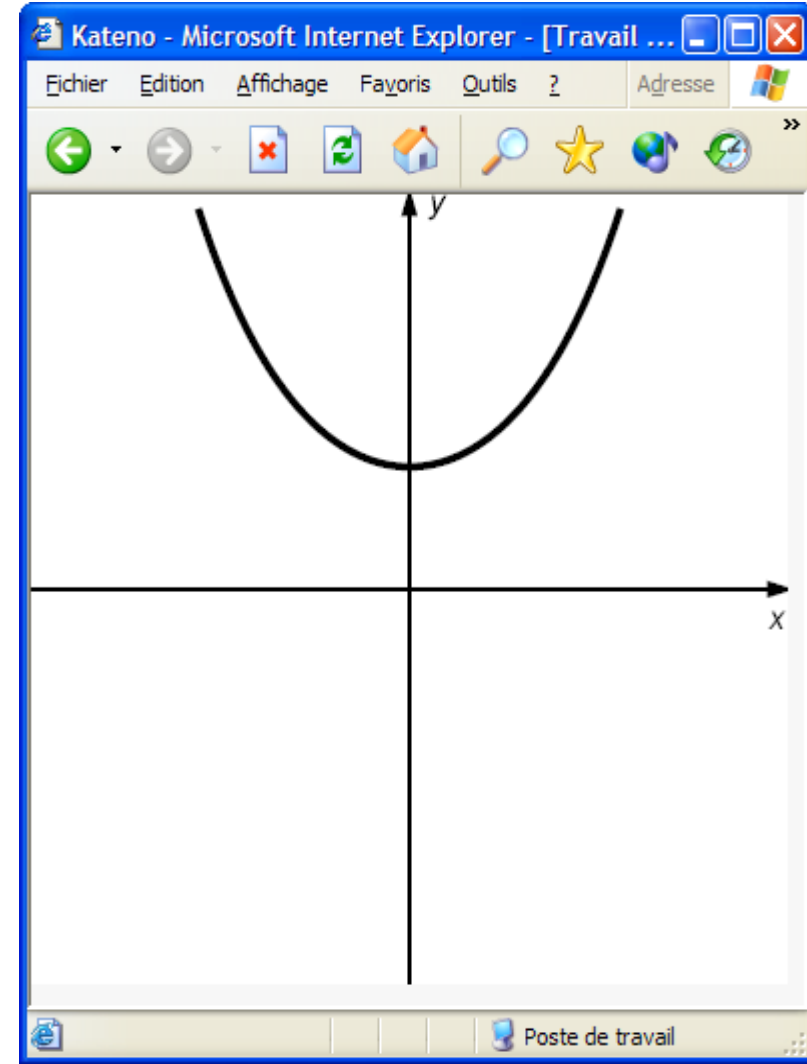 Kateno - Microsoft Internet Explorer - [Travail ...
Fichier Edition Affichage Favoris Outils ? Adresse
»
y
x
Poste de travail